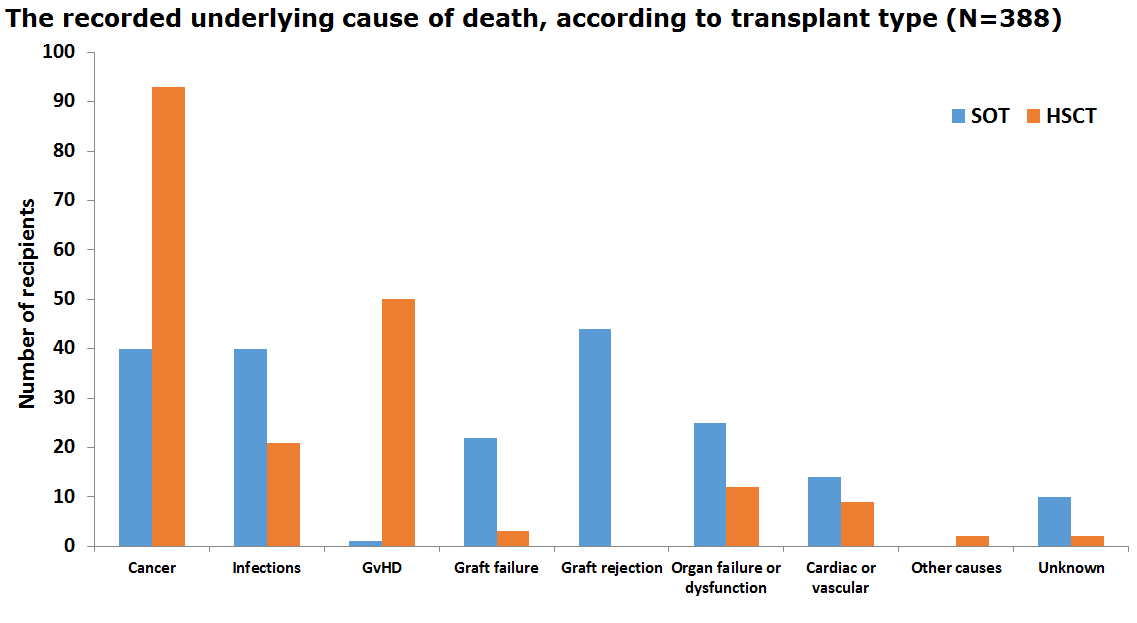 The recorded underlying cause of death, according to transplant type (N=388)
100
90
80
70
60
50
40
30
20
10
0
Number of recipients
SOT HSCT
Cancer Infections GvHD Graft failure Graft rejection Organ failure or Cardiac or Other causes Unknown
dysfunction vascular